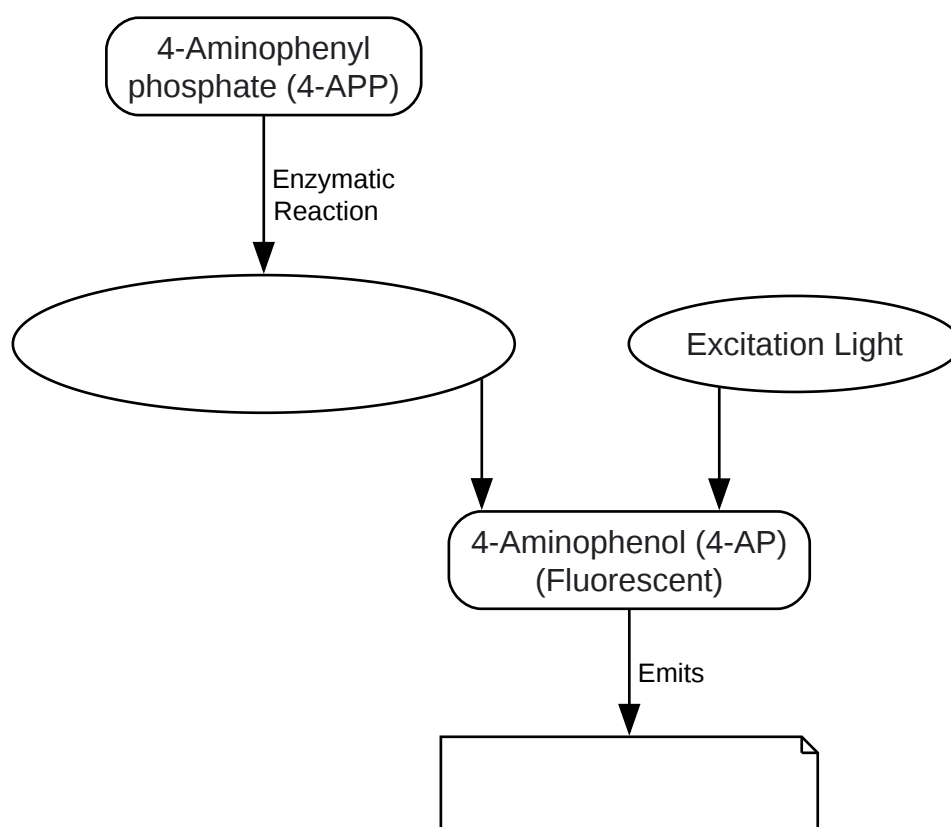 4-Aminophenyl
phosphate (4-APP)
Enzymatic
Reaction
Excitation Light
4-Aminophenol (4-AP)
(Fluorescent)
Emits